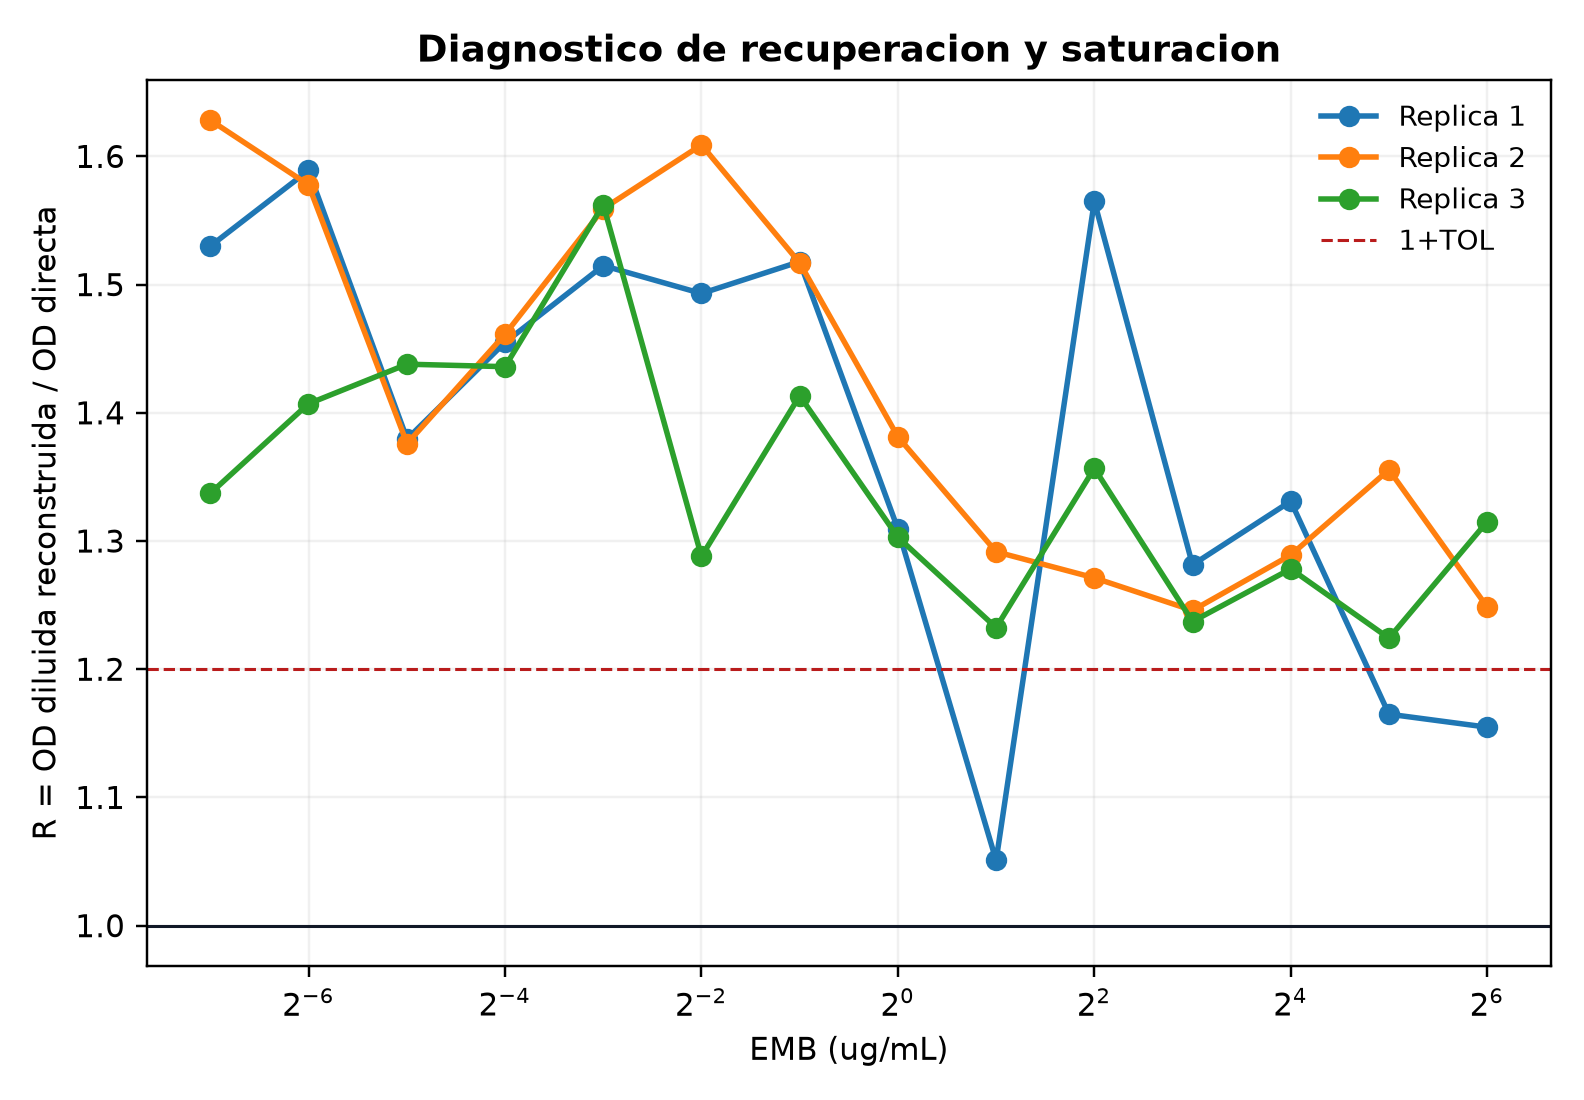 Diagnostico de recuperacion y saturacion
R = OD diluida reconstruida / OD directa
1.6
1.5
1.4
1.3
1.2
1.1
1.0
Replica 1
Replica 2
Replica 3
1+TOL
2⁻⁶ 2⁻⁴ 2⁻² 2⁰ 2² 2⁴ 2⁶
EMB (ug/mL)